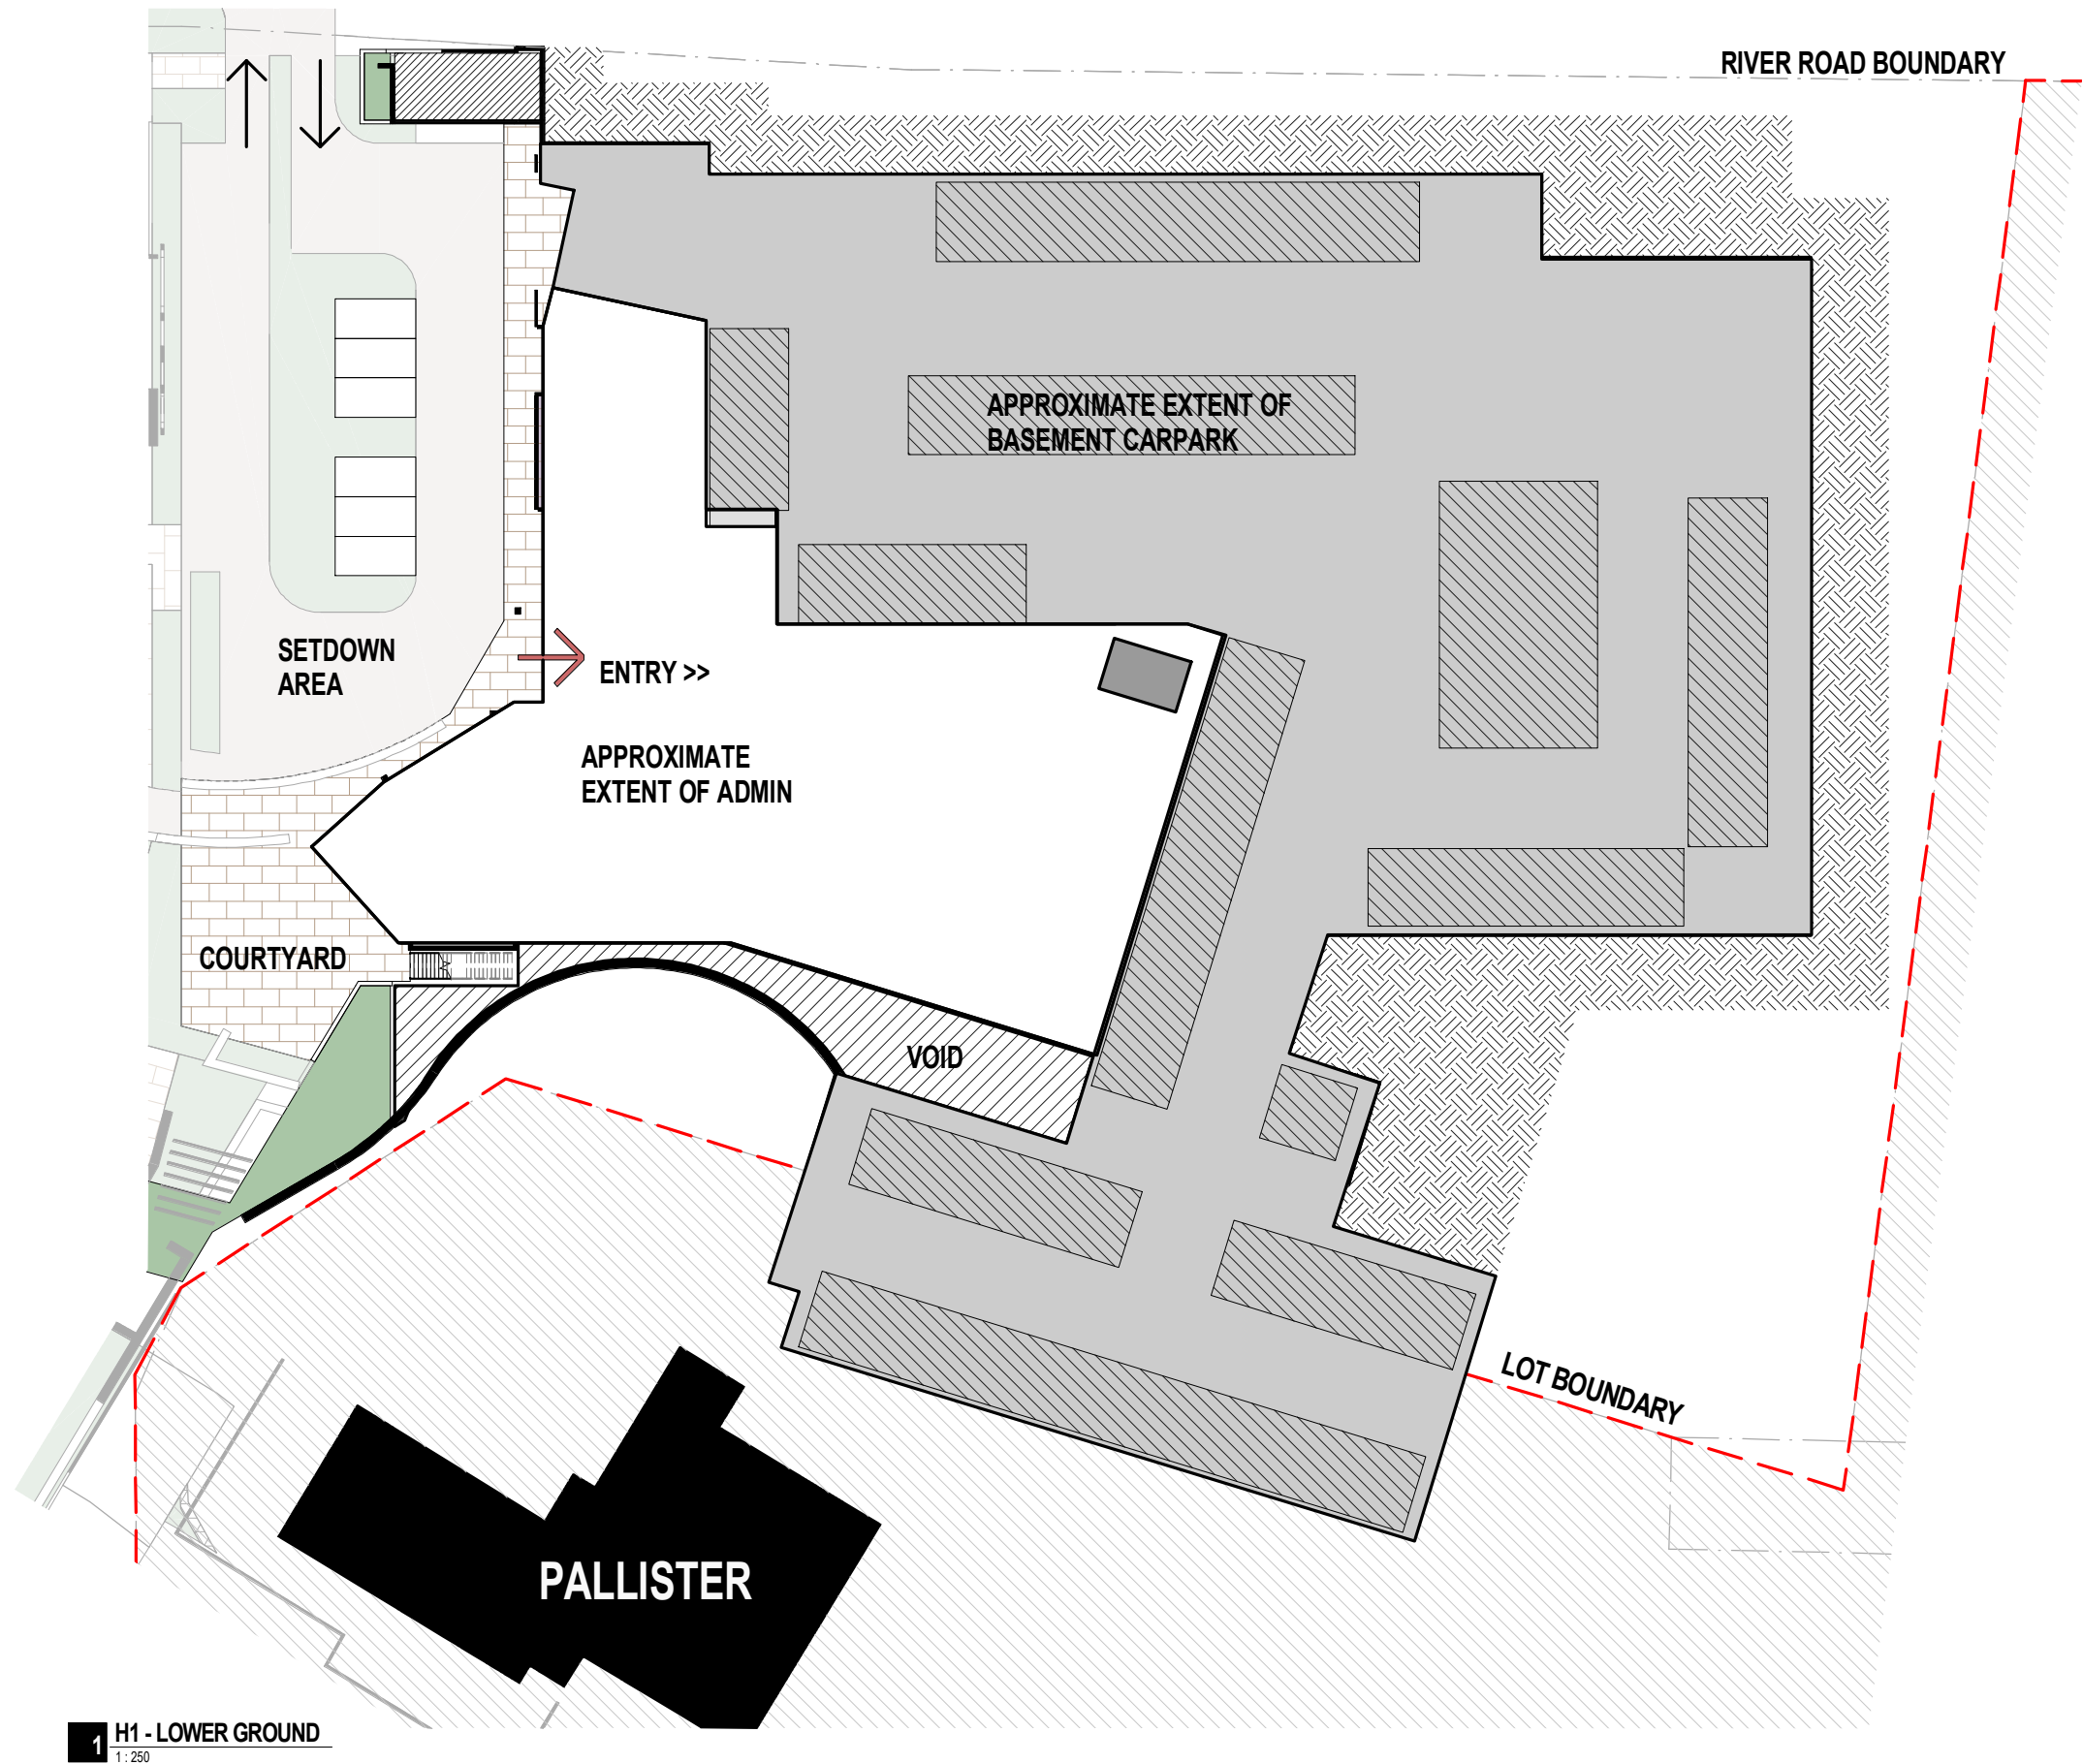 RIVER ROAD BOUNDARY
APPROXIMATE EXTENT OF
BASEMENT CARPARK
SETDOWN
AREA
ENTRY >>
APPROXIMATE
EXTENT OF ADMIN
COURTYARD
VOID
LOT BOUNDARY
PALLISTER
1
H1 - LOWER GROUND
1 : 250